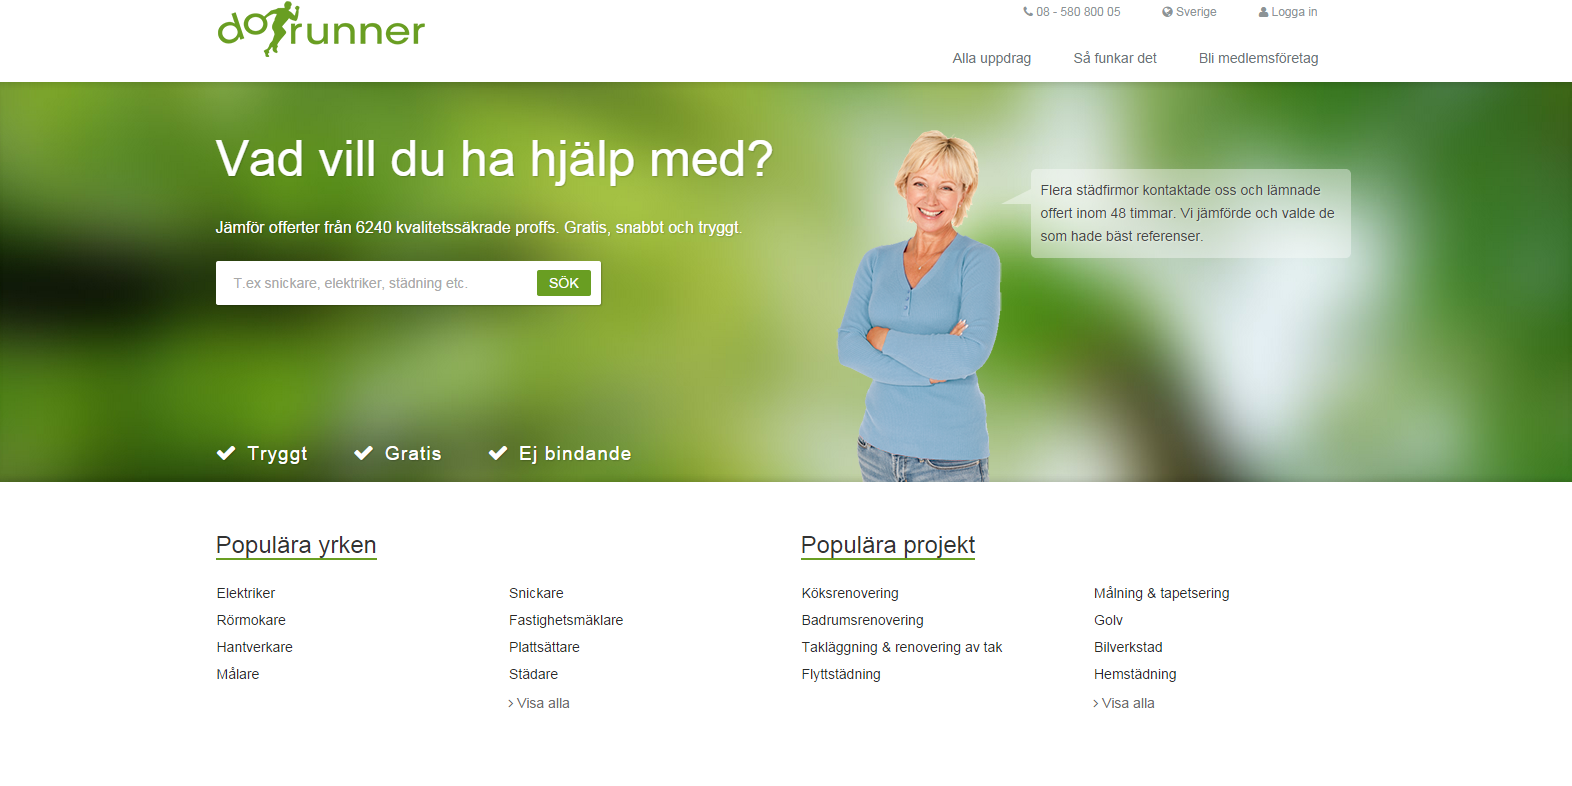 dorunner
08 - 580 800 05
Sverige
Logga in
Alla uppdrag
Så funkar det
Bli medlemsföretag
Vad vill du ha hjälp med?
Jämför offerter från 6240 kvalitetssäkrade proffs. Gratis, snabbt och tryggt.
T.ex snickare, elektriker, städning etc.
SÖK
Flera städfirmor kontaktade oss och lämnade
offert inom 48 timmar. Vi jämförde och valde de
som hade bäst referenser.
Tryggt
Gratis
Ej bindande
Populära yrken
Elektriker
Rörmokare
Hantverkare
Målare
Snickare
Fastighetsmäklare
Plattsättare
Städare
Visa alla
Populära projekt
Köksrenovering
Badrumsrenovering
Takläggning & renovering av tak
Flyttstädning
Målning & tapetsering
Golv
Bilverkstad
Hemstädning
Visa alla